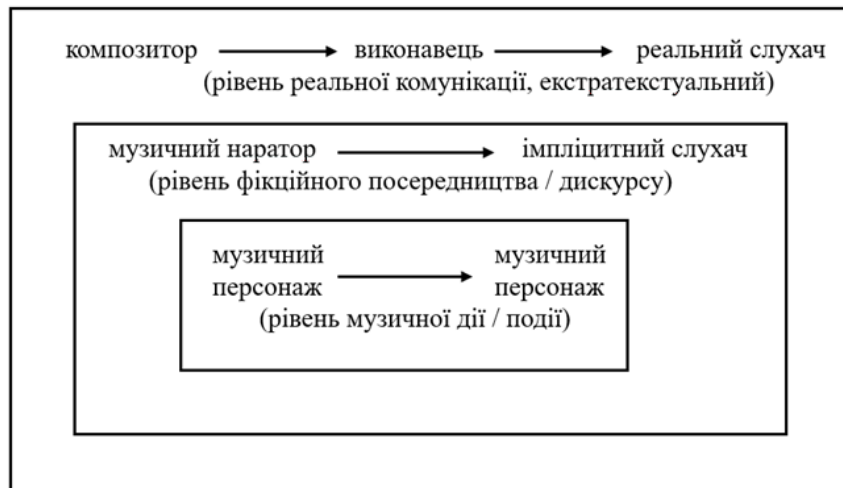 композитор виконавець реальний слухач
(рівень реальної комунікації, екстратекстуальний)
музичний наратор імпліцитний слухач
(рівень фікційного посередництва / дискурсу)
музичний музичний
персонаж персонаж
(рівень музичної дії / події)